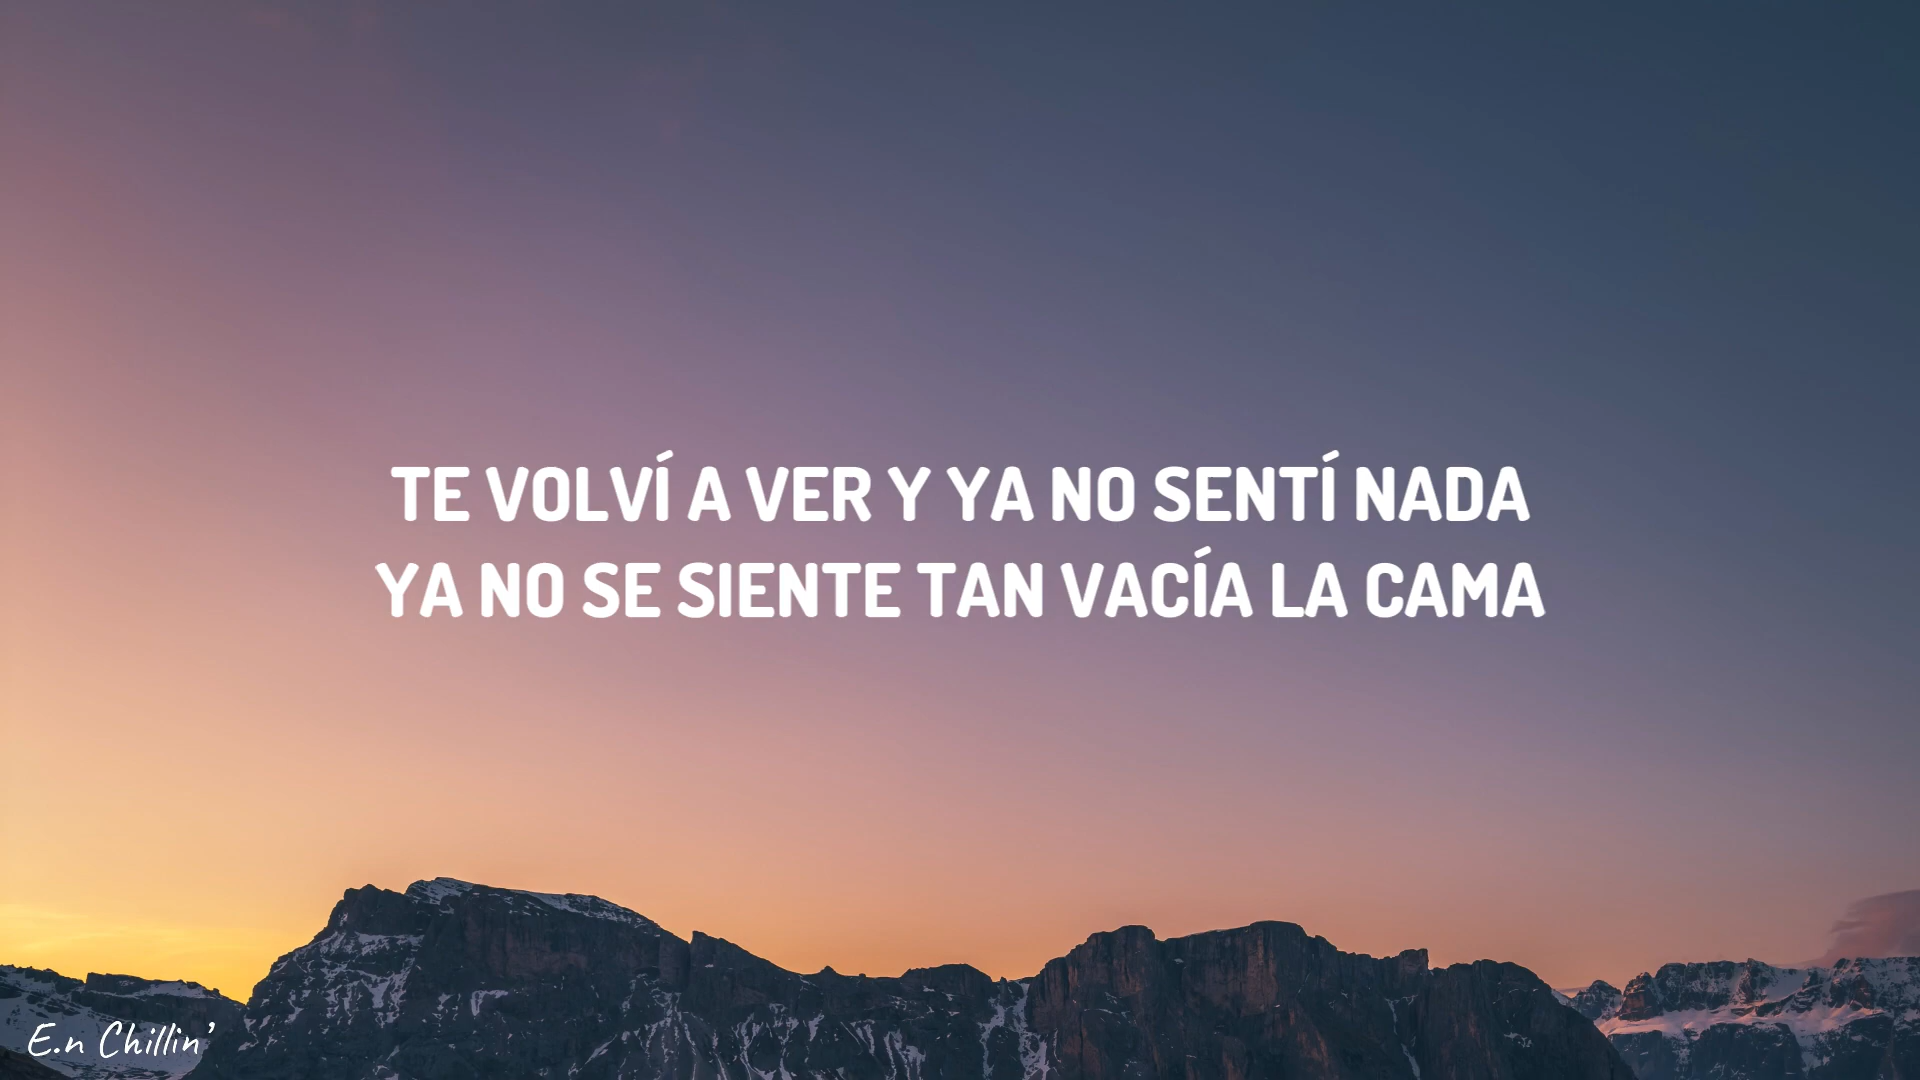 TE VOLVÍ A VER Y YA NO SENTÍ NADA
YA NO SE SIENTE TAN VACÍA LA CAMA
E.n Chillin'